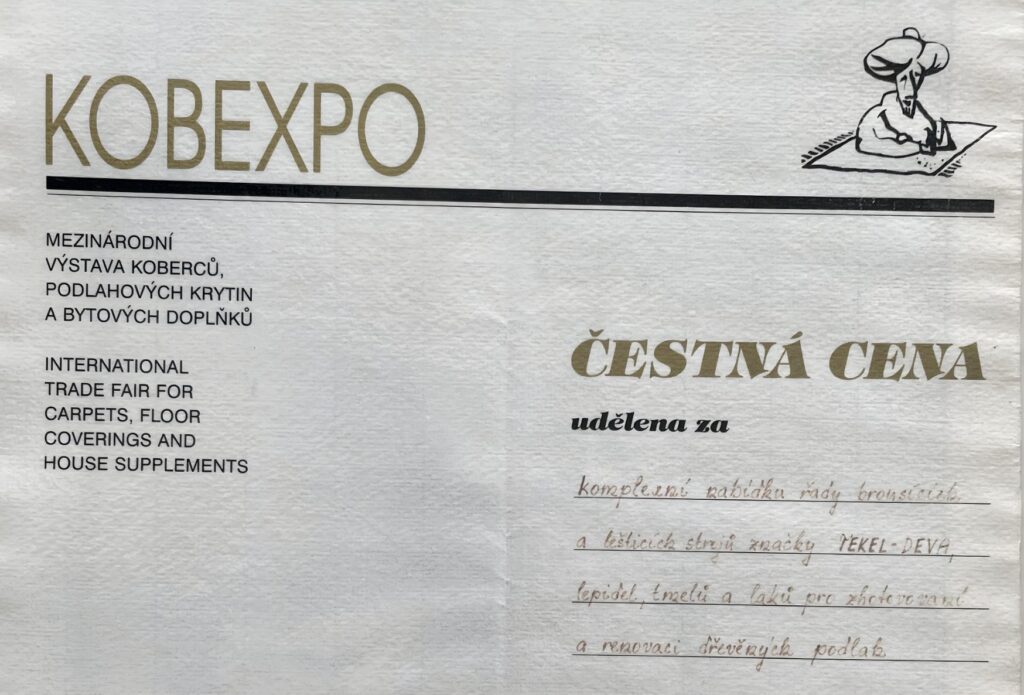 KOBEXPO
MEZINÁRODNÍ
VÝSTAVA KOBERCŮ,
PODLAHOVÝCH KRYTIN
A BYTOVÝCH DOPLŇKŮ
INTERNATIONAL
TRADE FAIR FOR
CARPETS, FLOOR
COVERINGS AND
HOUSE SUPPLEMENTS
ČESTNÁ CENA
udělena za
komplexní nabídku řady brousících
a leštících strojů značky TEKEL-DEVA,
lepidel, tmelů a laků pro zhotovování
a renovaci dřevěných podlah